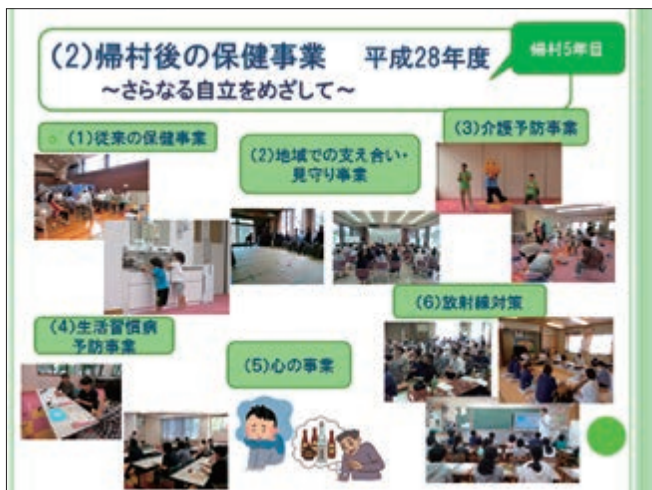 (2)帰村後の保健事業 平成28年度
帰村5年目
～さらなる自立をめざして～
(1)従来の保健事業
(2)地域での支え合い・
見守り事業
(3)介護予防事業
(4)生活習慣病
予防事業
(5)心の事業
(6)放射線対策